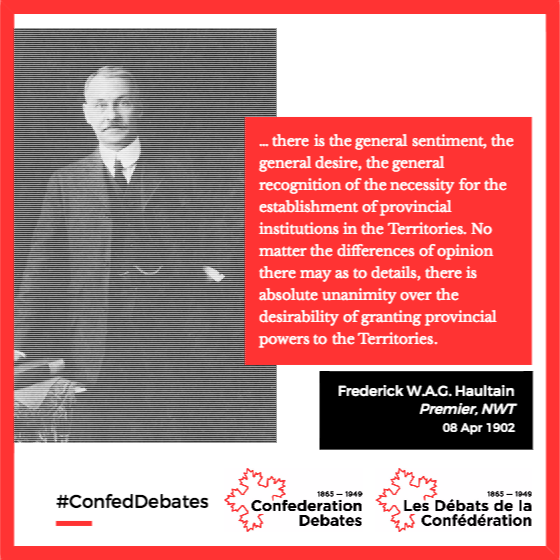 ... there is the general sentiment, the
general desire, the general
recognition of the necessity for the
establishment of provincial
institutions in the Territories. No
matter the differences of opinion
there may as to details, there is
absolute unanimity over the
desirability of granting provincial
powers to the Territories.
Frederick W.A.G. Haultain
Premier, NWT
08 Apr 1902
#ConfedDebates
1865 — 1949
Confederation
Debates
1865 — 1949
Les Débats de la
Confédération